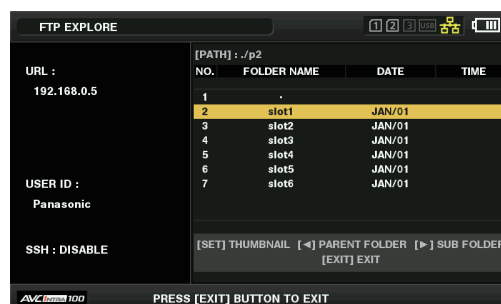 FTP EXPLORE
1 2 3 USB
URL :
192.168.0.5
USER ID :
Panasonic
SSH : DISABLE
[PATH] : ./p2
NO. FOLDER NAME DATE TIME
1 .
2 slot1 JAN/01
3 slot2 JAN/01
4 slot3 JAN/01
5 slot4 JAN/01
6 slot5 JAN/01
7 slot6 JAN/01
[SET] THUMBNAIL [◄] PARENT FOLDER [►] SUB FOLDER
[EXIT] EXIT
AVC INTRA 100
PRESS [EXIT] BUTTON TO EXIT